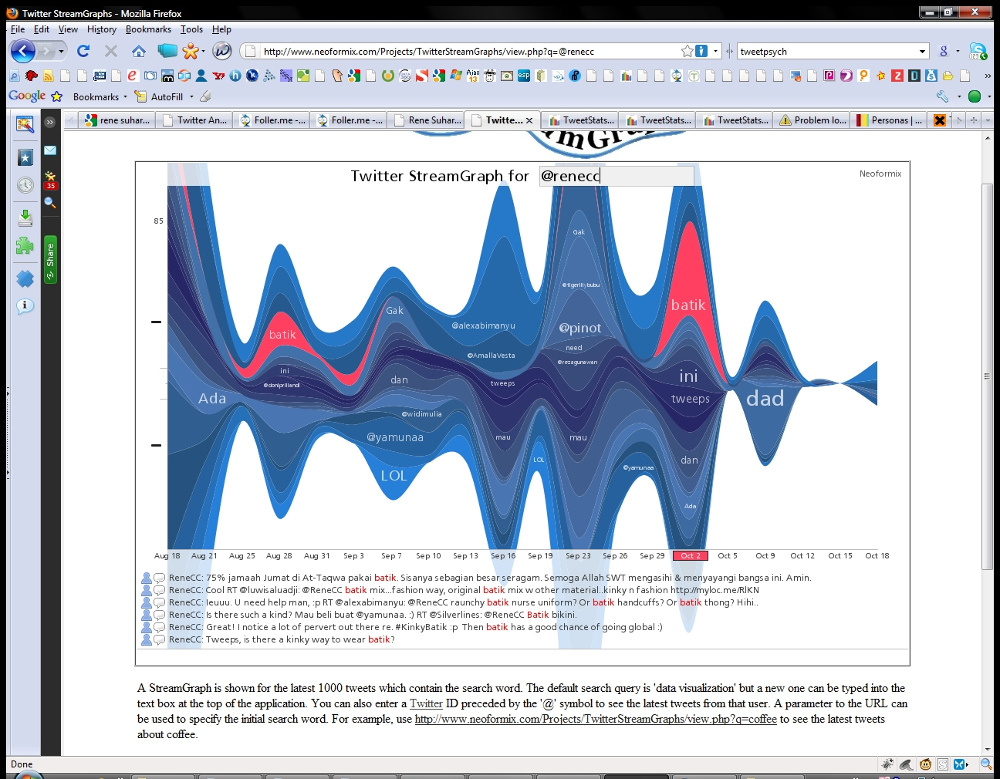 Twitter StreamGraphs - Mozilla Firefox
File Edit View History Bookmarks Tools Help
http://www.neoformix.com/Projects/TwitterStreamGraphs/view.php?q=@renecc
tweetpsych
Google Bookmarks AutoFill
rene suhar... Twitter An... Foller.me -... Foller.me -... Rene Suhar... Twitte... TweetStats... TweetStats... TweetStats... Problem lo... Personas | ...
Twitter StreamGraph for @renecc
Neoformix
85
Gak
@tigerlilybubu
batik
Gak
@alexabimanyu
@pinot
batik
need
@AmaliaVesta
@rezagunawan
ini
@doniprliandi
ini
dan
tweeps
Ada
tweeps
dad
@widimulia
@yamunaa
mau
mau
LOL
dan
@yamunaa
LOL
Ada
Aug 18 Aug 21 Aug 25 Aug 28 Aug 31 Sep 3 Sep 7 Sep 10 Sep 13 Sep 16 Sep 19 Sep 23 Sep 26 Sep 29 Oct 2 Oct 5 Oct 9 Oct 12 Oct 15 Oct 18
ReneCC: 75% jamaah Jumat di At-Taqwa pakai batik. Sisanya sebagian besar seragam. Semoga Allah SWT mengasihi & menyayangi bangsa ini. Amin.
ReneCC: Cool RT @luwisaluadji: @ReneCC batik mix...fashion way, original batik mix w other material..kinky n fashion http://myloc.me/RlKN
ReneCC: Ieuuu. U need help man, :p RT @alexabimanyu: @ReneCC raunchy batik nurse uniform? Or batik handcuffs? Or batik thong? Hihi..
ReneCC: Is there such a kind? Mau beli buat @yamunaa. :) RT @Silverlines: @ReneCC Batik bikini.
ReneCC: Great! I notice a lot of pervert out there re. #KinkyBatik :p Then batik has a good chance of going global :)
ReneCC: Tweeps, is there a kinky way to wear batik?
A StreamGraph is shown for the latest 1000 tweets which contain the search word. The default search query is 'data visualization' but a new one can be typed into the
text box at the top of the application. You can also enter a Twitter ID preceded by the '@' symbol to see the latest tweets from that user. A parameter to the URL can
be used to specify the initial search word. For example, use http://www.neoformix.com/Projects/TwitterStreamGraphs/view.php?q=coffee to see the latest tweets
about coffee.
35
Share
Done